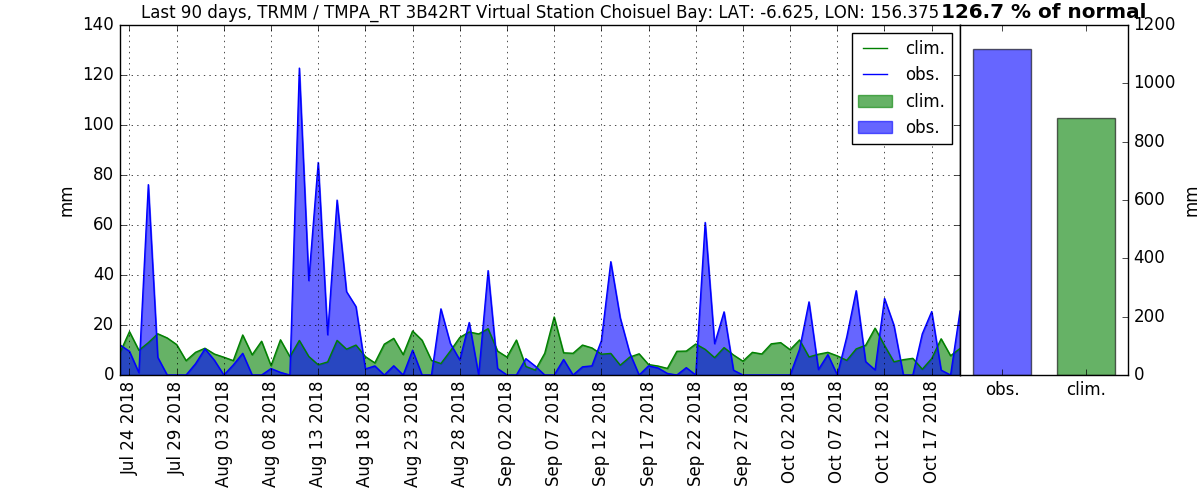 Last 90 days, TRMM / TMPA_RT 3B42RT Virtual Station Choisuel Bay: LAT: -6.625, LON: 156.375 126.7 % of normal
140
120
100
80
60
40
20
0
mm
clim.
obs.
clim.
obs.
Jul 24 2018
Jul 29 2018
Aug 03 2018
Aug 08 2018
Aug 13 2018
Aug 18 2018
Aug 23 2018
Aug 28 2018
Sep 02 2018
Sep 07 2018
Sep 12 2018
Sep 17 2018
Sep 22 2018
Sep 27 2018
Oct 02 2018
Oct 07 2018
Oct 12 2018
Oct 17 2018
1200
1000
800
600
400
200
0
mm
obs.
clim.